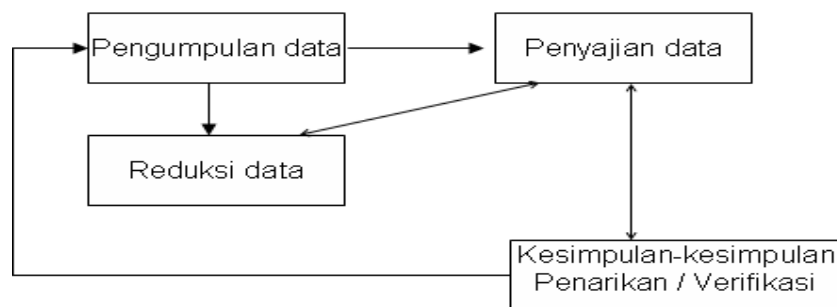 Pengumpulan data
Penyajian data
Reduksi data
Kesimpulan-kesimpulan
Penarikan / Verifikasi